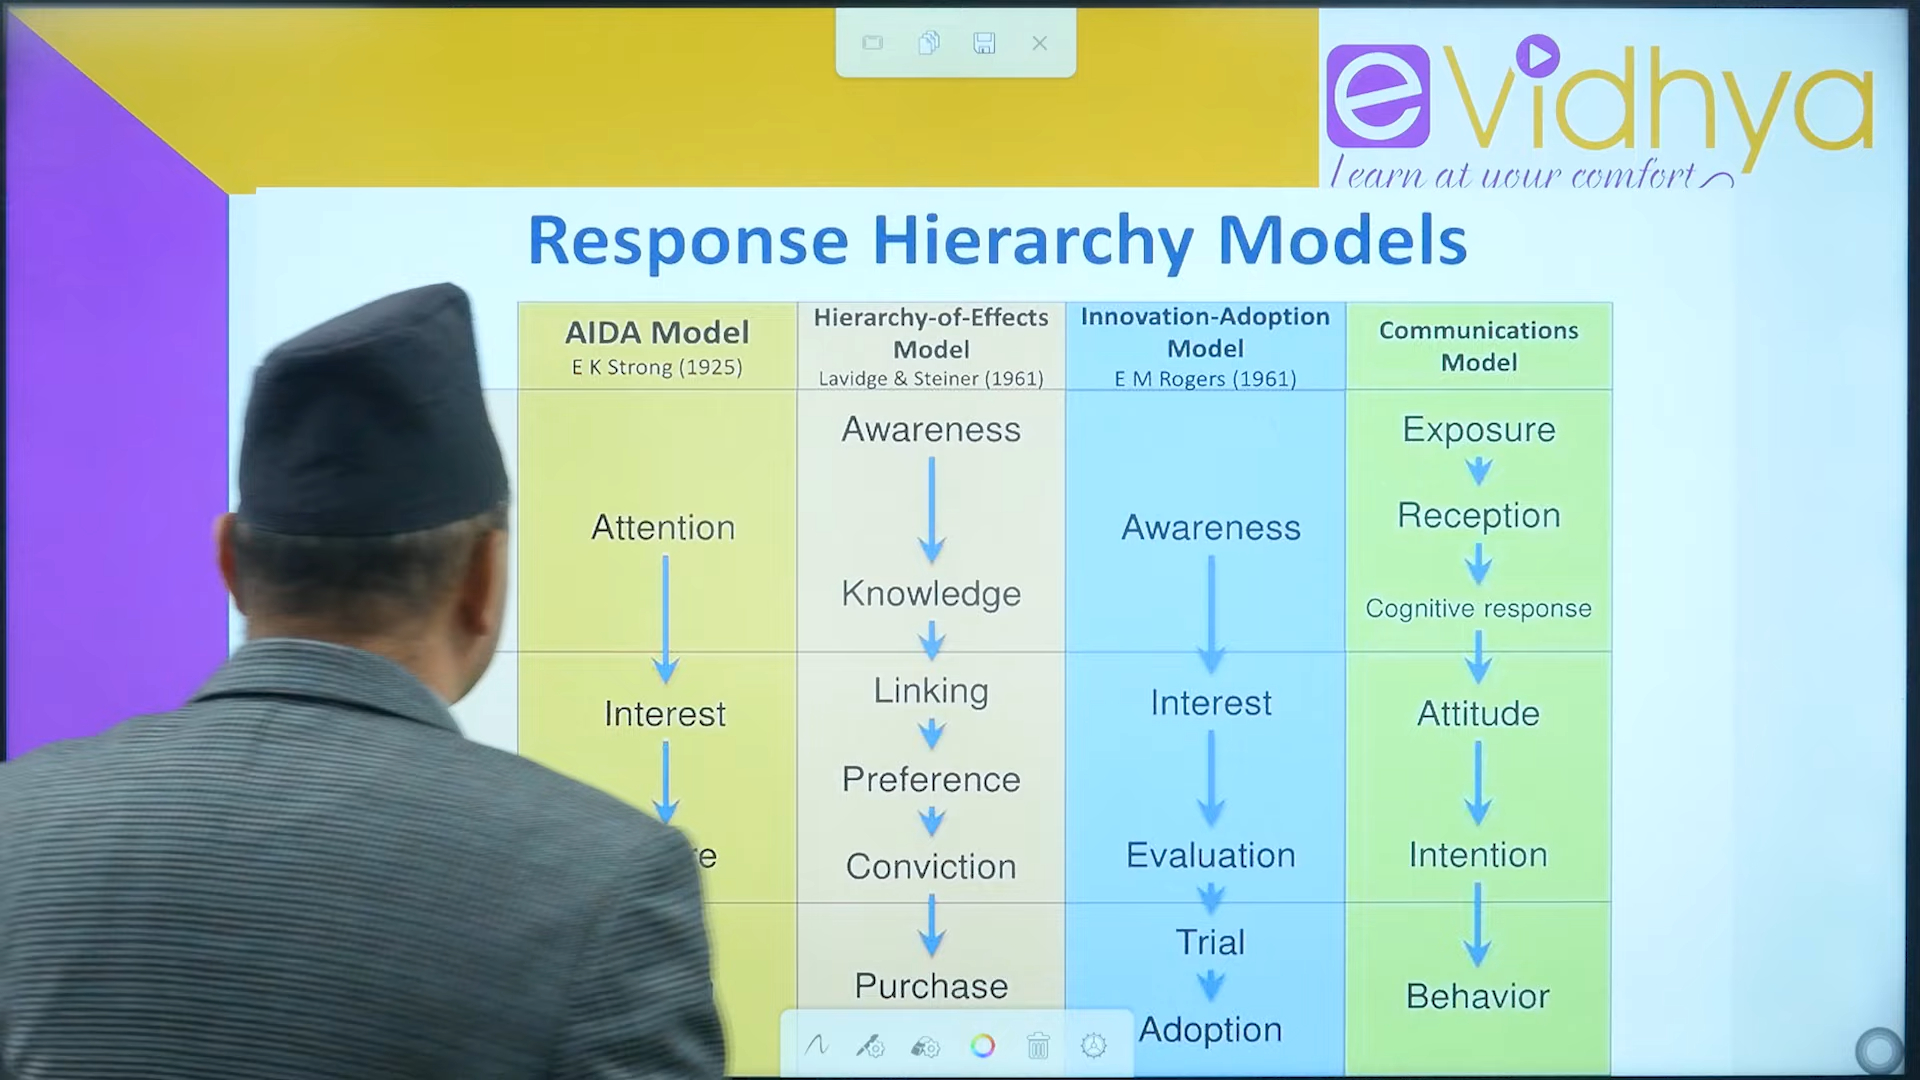 eVidhya
Learn at your comfort
Response Hierarchy Models
AIDA Model
E K Strong (1925)
Hierarchy-of-Effects
Model
Lavidge & Steiner (1961)
Innovation-Adoption
Model
E M Rogers (1961)
Communications
Model
Attention
Interest
Awareness
Knowledge
Linking
Preference
Conviction
Purchase
Awareness
Interest
Evaluation
Trial
Adoption
Exposure
Reception
Cognitive response
Attitude
Intention
Behavior